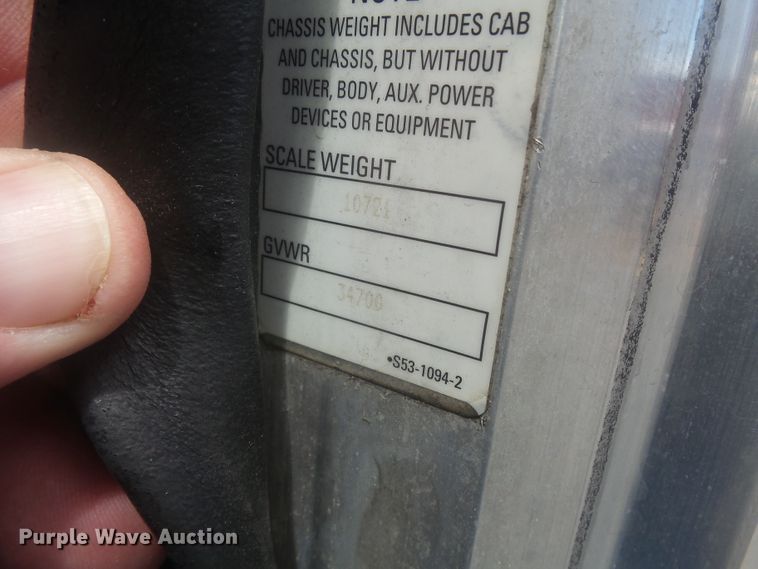 NOTE
CHASSIS WEIGHT INCLUDES CAB
AND CHASSIS, BUT WITHOUT
DRIVER, BODY, AUX. POWER
DEVICES OR EQUIPMENT
SCALE WEIGHT
10721
GVWR
34700
•S53-1094-2
Purple Wave Auction®